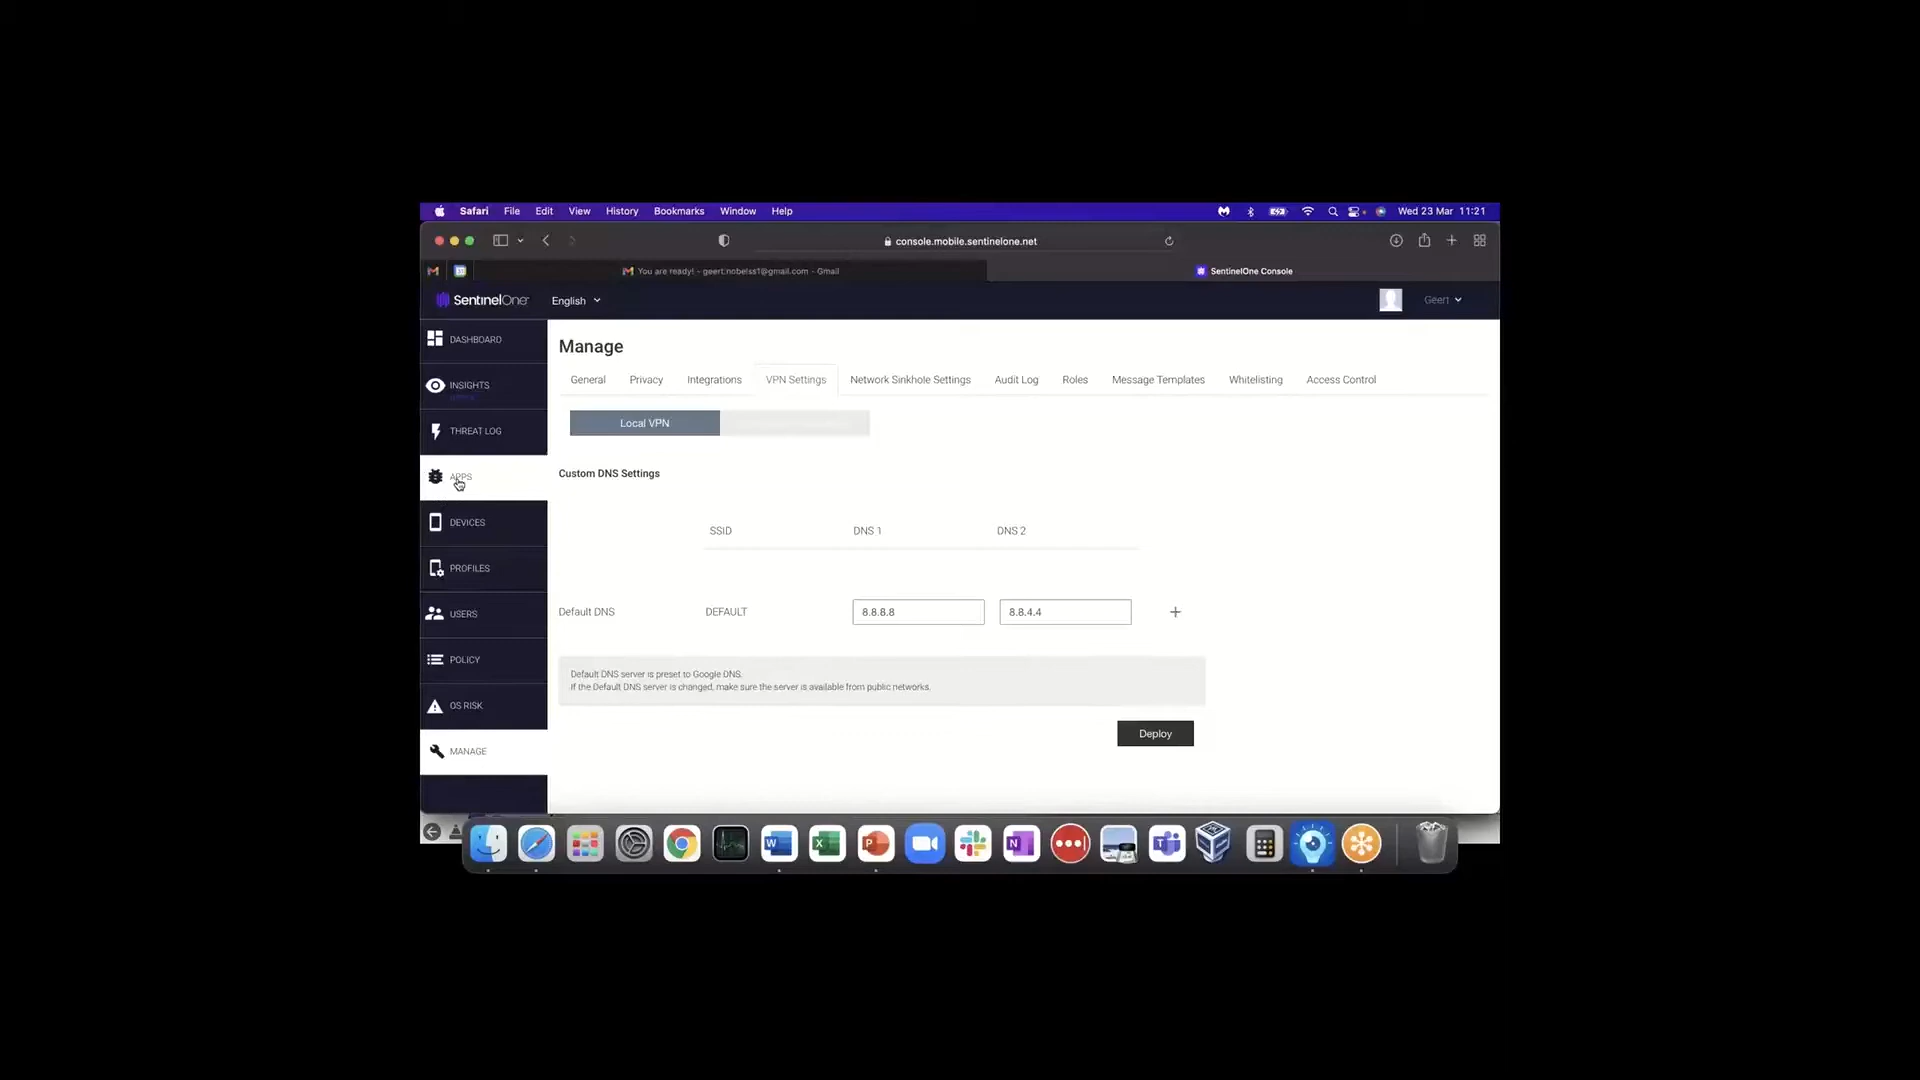 Safari File Edit View History Bookmarks Window Help Wed 23 Mar 11:21
console.mobile.sentinelone.net
You are ready! - geert.nobelss1@gmail.com - Gmail SentinelOne Console
SentinelOne English Geert
DASHBOARD
INSIGHTS
THREAT LOG
APPS
DEVICES
PROFILES
USERS
POLICY
OS RISK
MANAGE
Manage
General Privacy Integrations VPN Settings Network Sinkhole Settings Audit Log Roles Message Templates Whitelisting Access Control
Local VPN
Custom DNS Settings
SSID DNS 1 DNS 2
Default DNS DEFAULT 8.8.8.8 8.8.4.4 +
Default DNS server is preset to Google DNS.
If the Default DNS server is changed, make sure the server is available from public networks.
Deploy